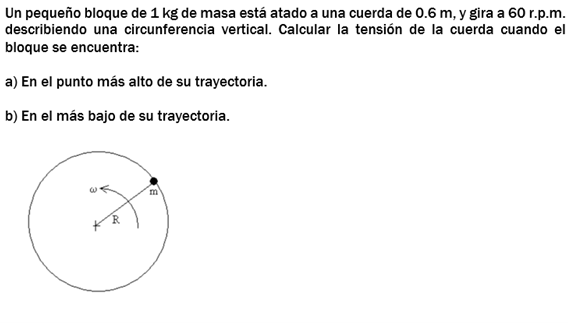 Un pequeño bloque de 1 kg de masa está atado a una cuerda de 0.6 m, y gira a 60 r.p.m.
describiendo una circunferencia vertical. Calcular la tensión de la cuerda cuando el
bloque se encuentra:
a) En el punto más alto de su trayectoria.
b) En el más bajo de su trayectoria.
ω
m
R